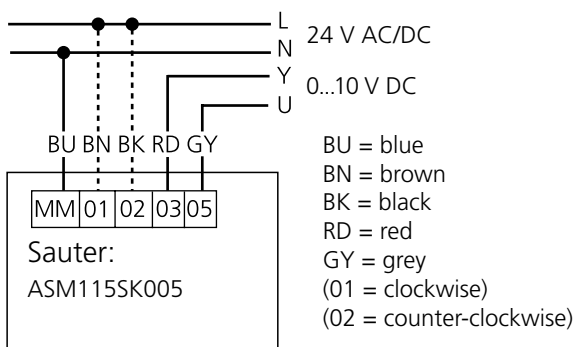 L
N
24 V AC/DC
Y
U
0...10 V DC
BU BN BK RD GY
MM 01 02 03 05
Sauter:
ASM115SK005
BU = blue
BN = brown
BK = black
RD = red
GY = grey
(01 = clockwise)
(02 = counter-clockwise)